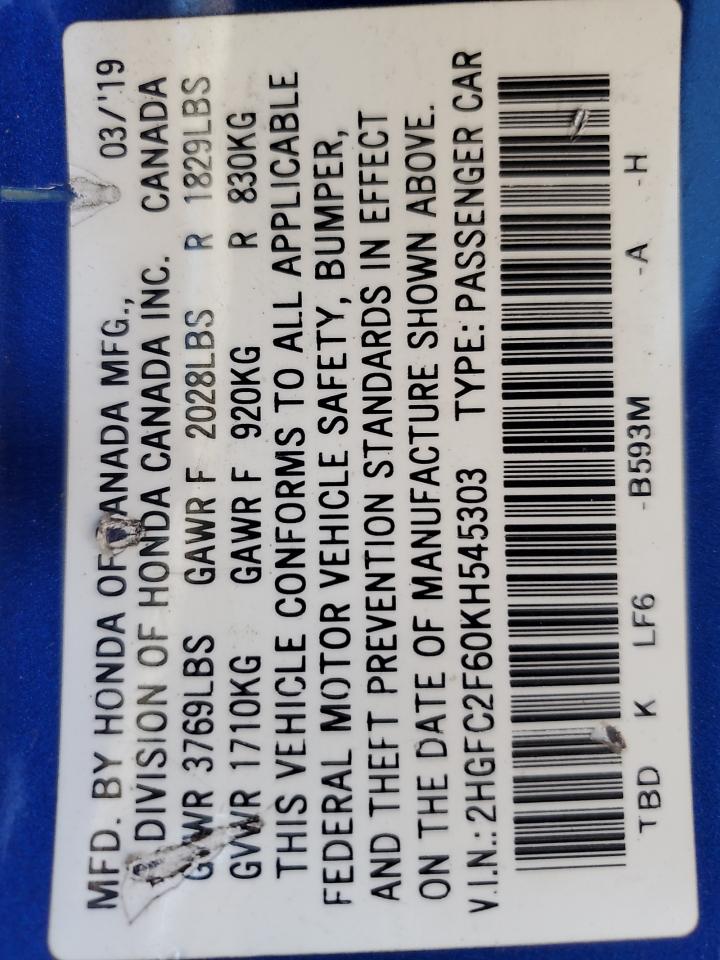 MFD. BY HONDA OF CANADA MFG., 03/'19
DIVISION OF HONDA CANADA INC. CANADA
GVWR 3769LBS GAWR F 2028LBS R 1829LBS
GVWR 1710KG GAWR F 920KG R 830KG
THIS VEHICLE CONFORMS TO ALL APPLICABLE
FEDERAL MOTOR VEHICLE SAFETY, BUMPER,
AND THEFT PREVENTION STANDARDS IN EFFECT
ON THE DATE OF MANUFACTURE SHOWN ABOVE.
V.I.N.: 2HGFC2F60KH545303 TYPE: PASSENGER CAR
TBD K LF6 -B593M -A -H